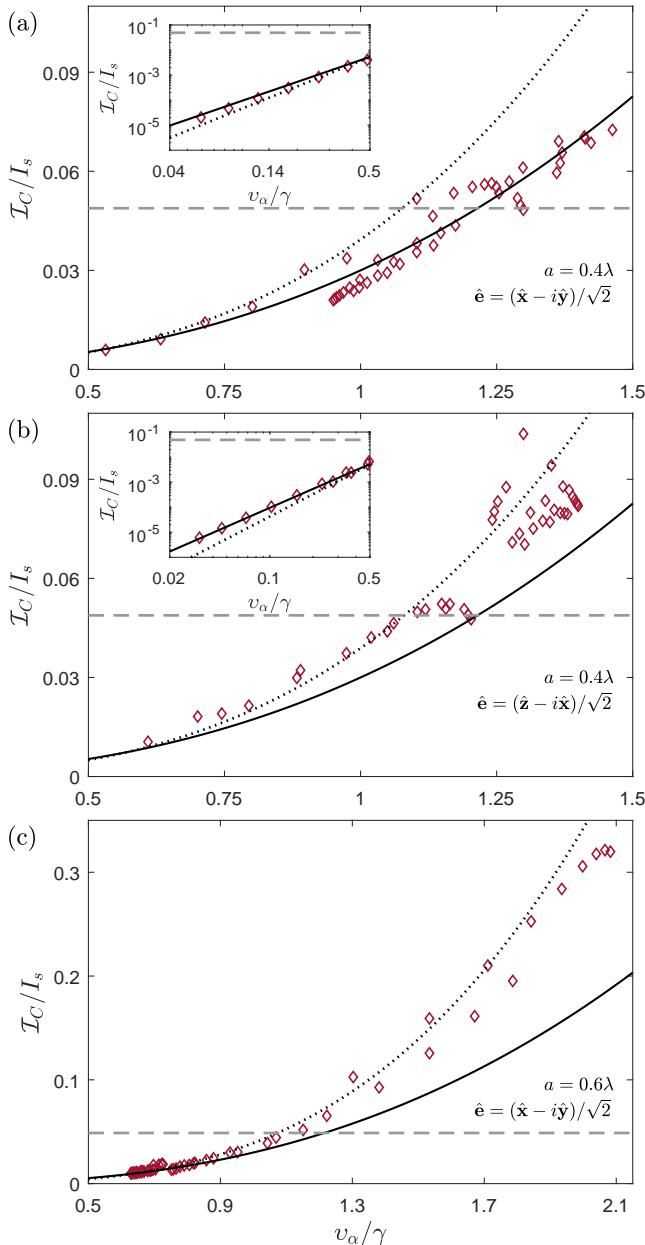 (a)
10⁻¹
10⁻³
10⁻⁵
ℐ_C/I_s
0.04 0.14 0.5
υ_α/γ
0.09
0.06
0.03
0
ℐ_C/I_s
a = 0.4λ
ê = (x̂ − iŷ)/√2
0.5 0.75 1 1.25 1.5
(b)
10⁻¹
10⁻³
10⁻⁵
ℐ_C/I_s
0.02 0.1 0.5
υ_α/γ
0.09
0.06
0.03
0
ℐ_C/I_s
a = 0.4λ
ê = (ẑ − ix̂)/√2
0.5 0.75 1 1.25 1.5
(c)
0.3
0.2
0.1
0
ℐ_C/I_s
a = 0.6λ
ê = (x̂ − iŷ)/√2
0.5 0.9 1.3 1.7 2.1
υ_α/γ